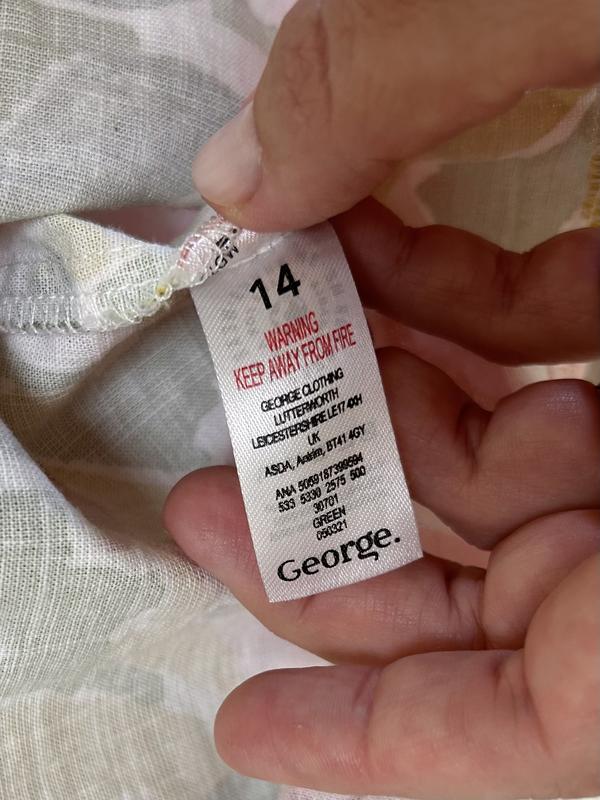 14
WARNING
KEEP AWAY FROM FIRE
GEORGE CLOTHING
LUTTERWORTH
LEICESTERSHIRE LE17 4XH
UK
ASDA, Antrim, BT41 4GY
ANA 5059187399594
533 5330 2575 500
30701
GREEN
050321
George.